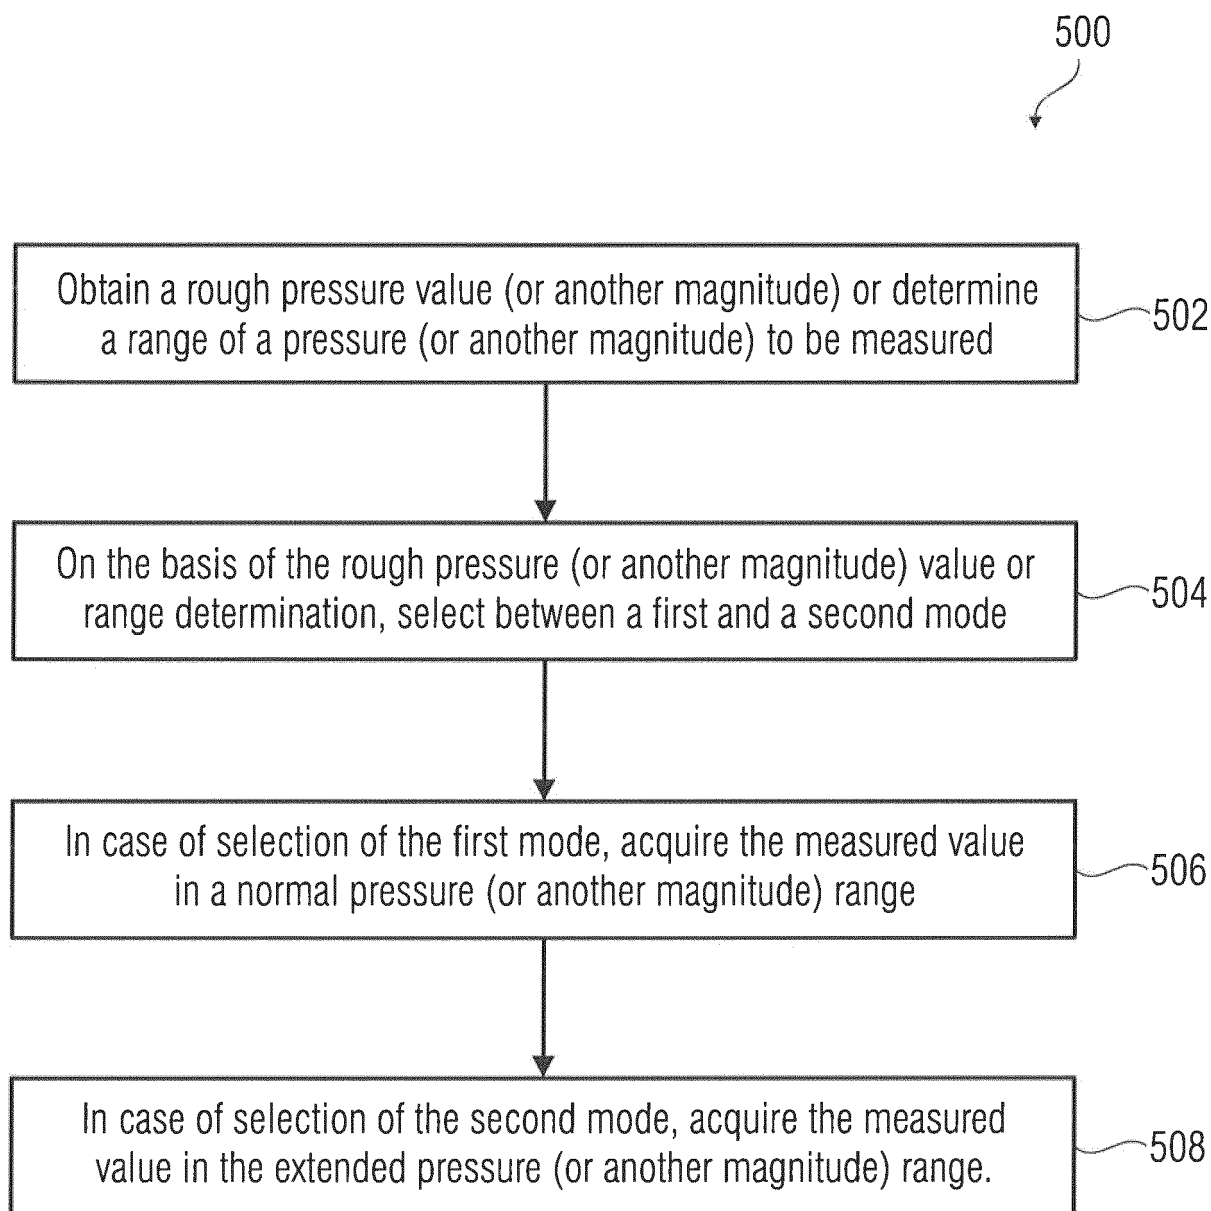 500
Obtain a rough pressure value (or another magnitude) or determine
a range of a pressure (or another magnitude) to be measured
502
On the basis of the rough pressure (or another magnitude) value or
range determination, select between a first and a second mode
504
In case of selection of the first mode, acquire the measured value
in a normal pressure (or another magnitude) range
506
In case of selection of the second mode, acquire the measured
value in the extended pressure (or another magnitude) range.
508